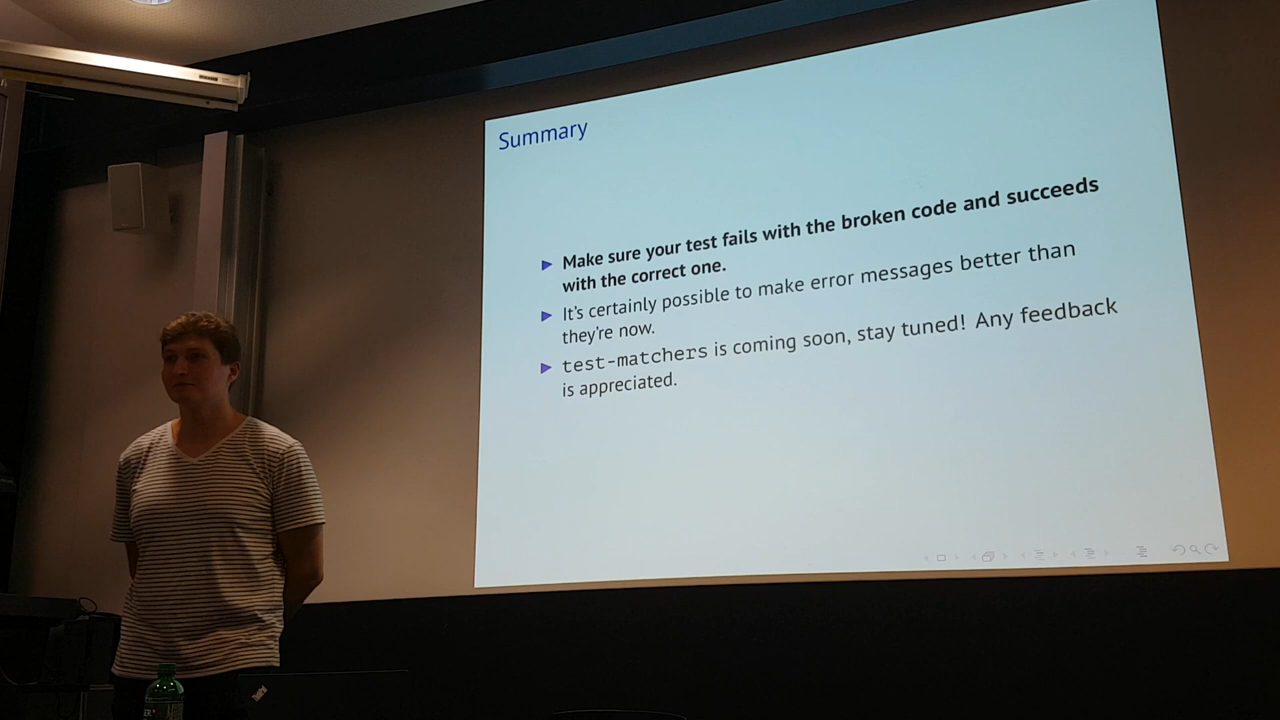 Summary
Make sure your test fails with the broken code and succeeds
with the correct one.
It's certainly possible to make error messages better than
they're now.
test-matchers is coming soon, stay tuned! Any feedback
is appreciated.